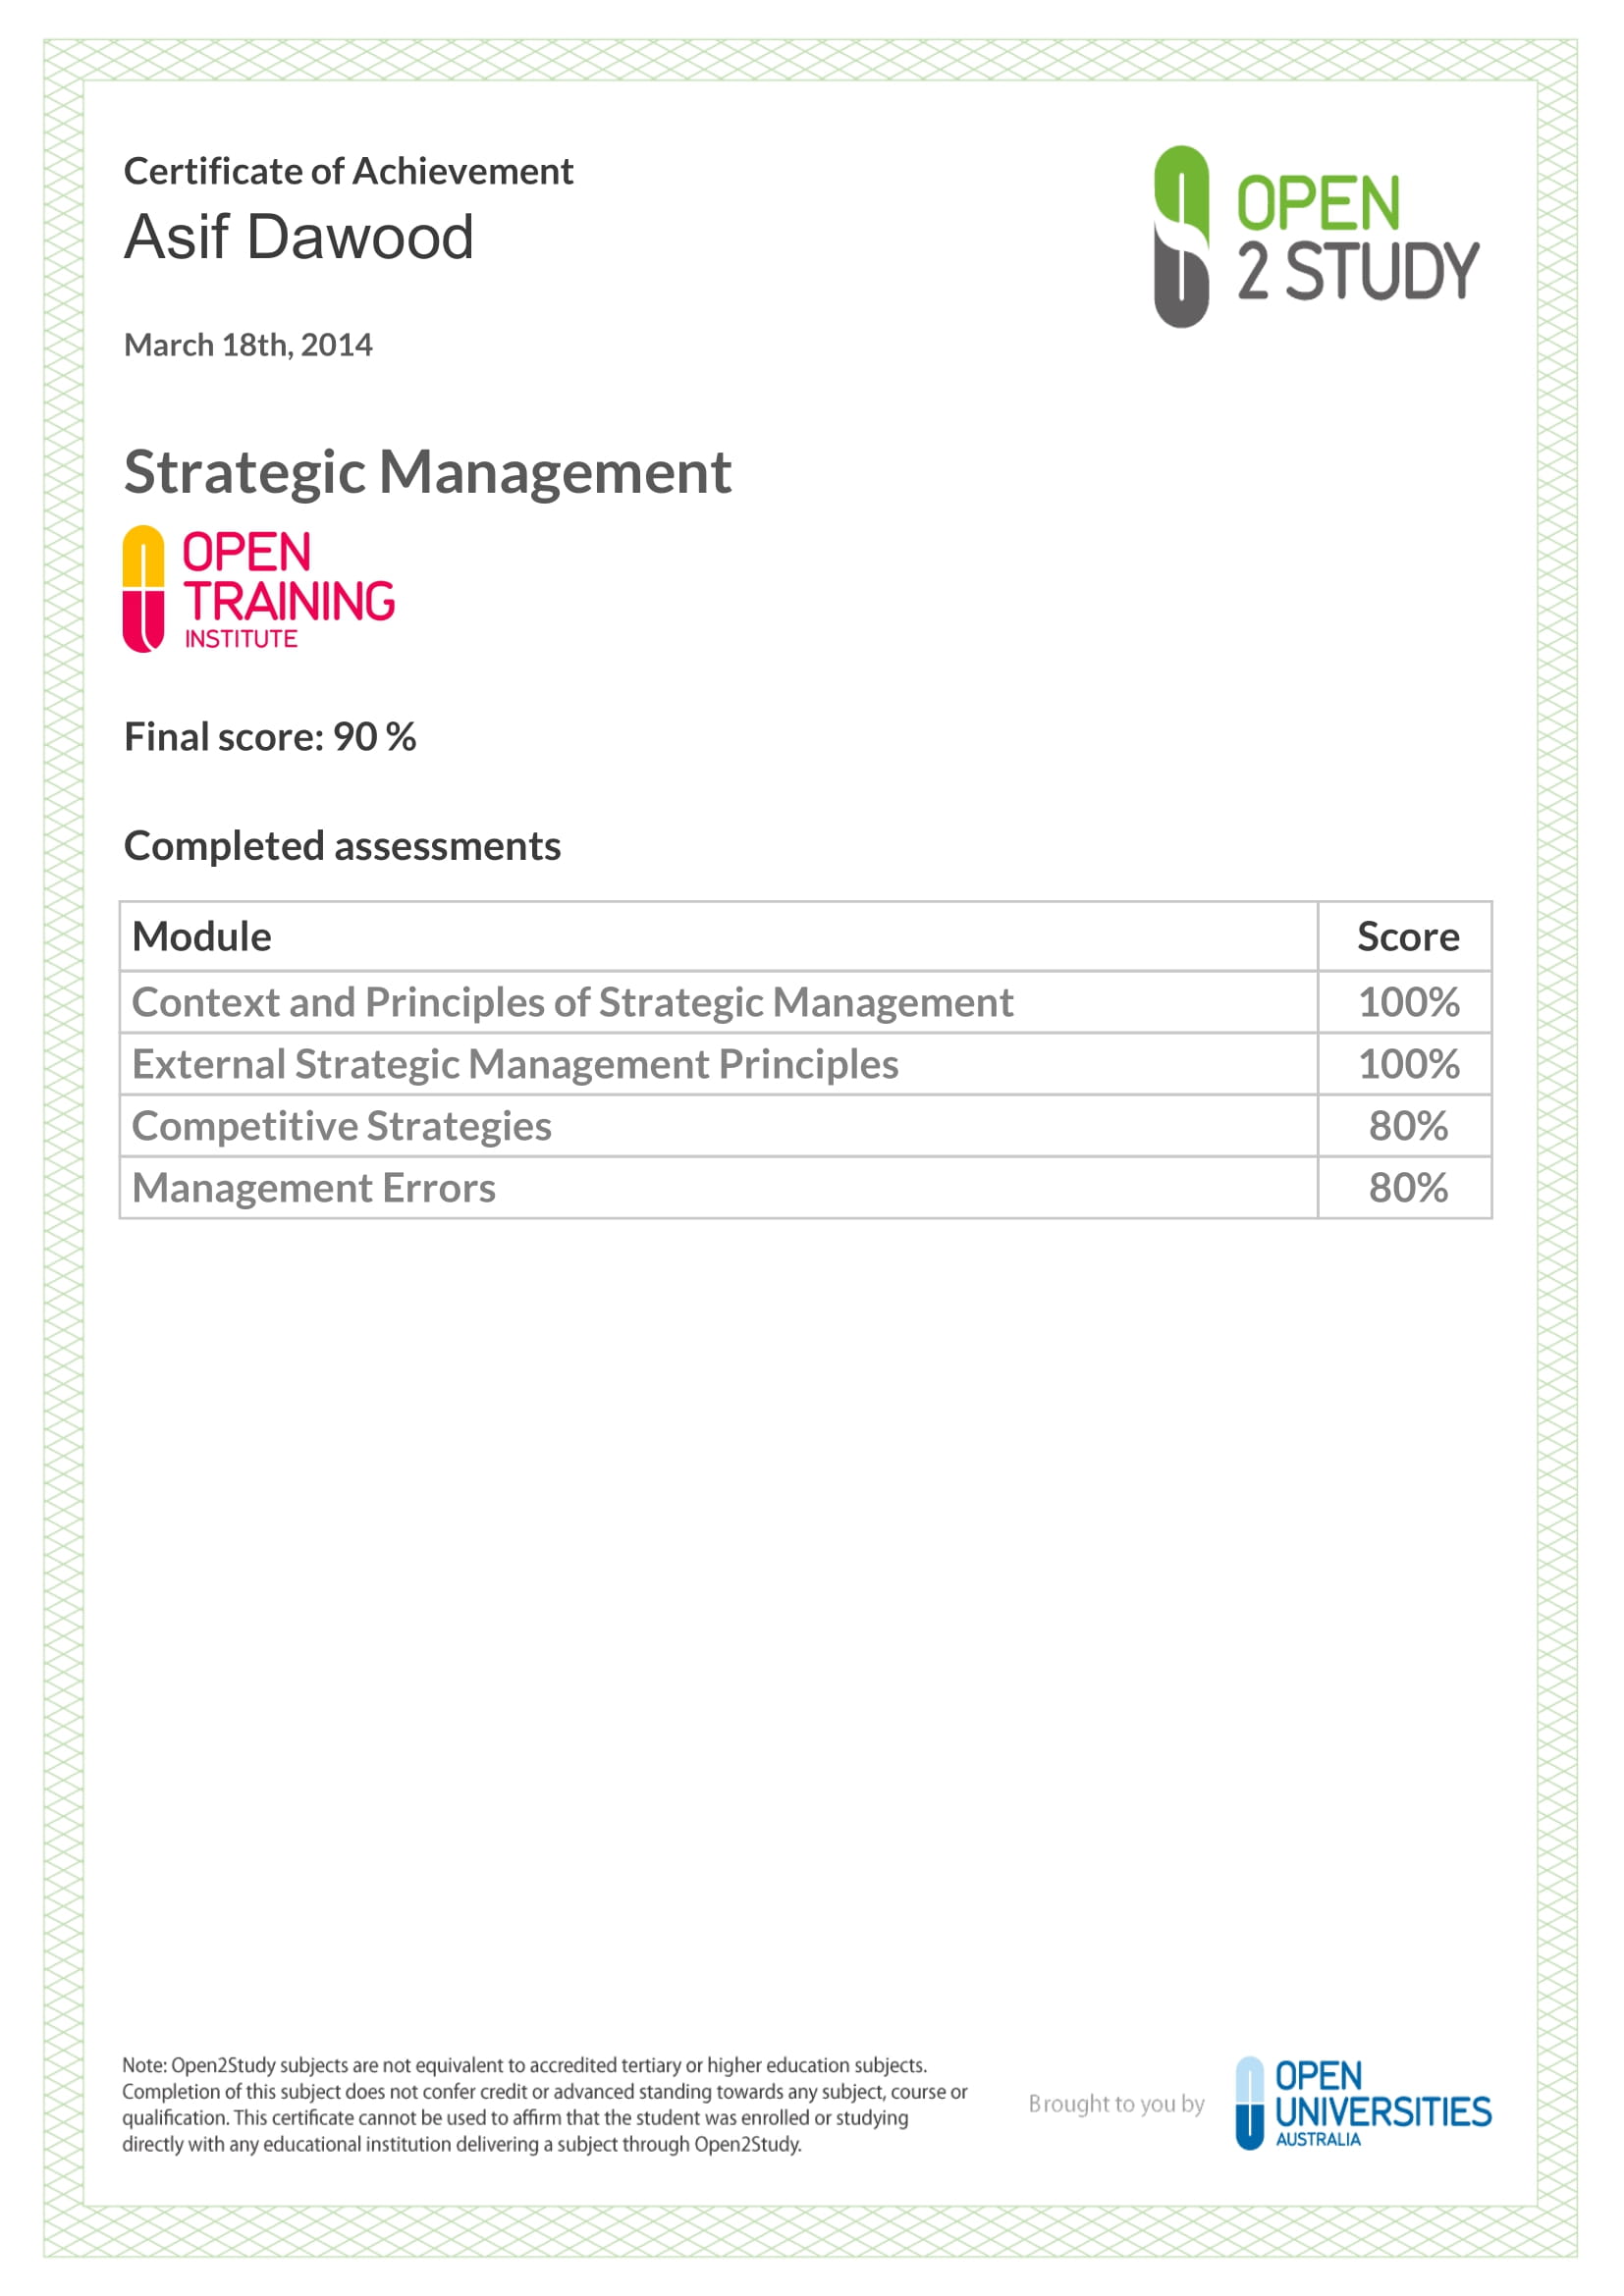 Certificate of Achievement
Asif Dawood
March 18th, 2014
OPEN
2 STUDY
Strategic Management
OPEN
TRAINING
INSTITUTE
Final score: 90 %
Completed assessments
Module Score
Context and Principles of Strategic Management 100%
External Strategic Management Principles 100%
Competitive Strategies 80%
Management Errors 80%
Note: Open2Study subjects are not equivalent to accredited tertiary or higher education subjects.
Completion of this subject does not confer credit or advanced standing towards any subject, course or
qualification. This certificate cannot be used to affirm that the student was enrolled or studying
directly with any educational institution delivering a subject through Open2Study.
Brought to you by
OPEN
UNIVERSITIES
AUSTRALIA